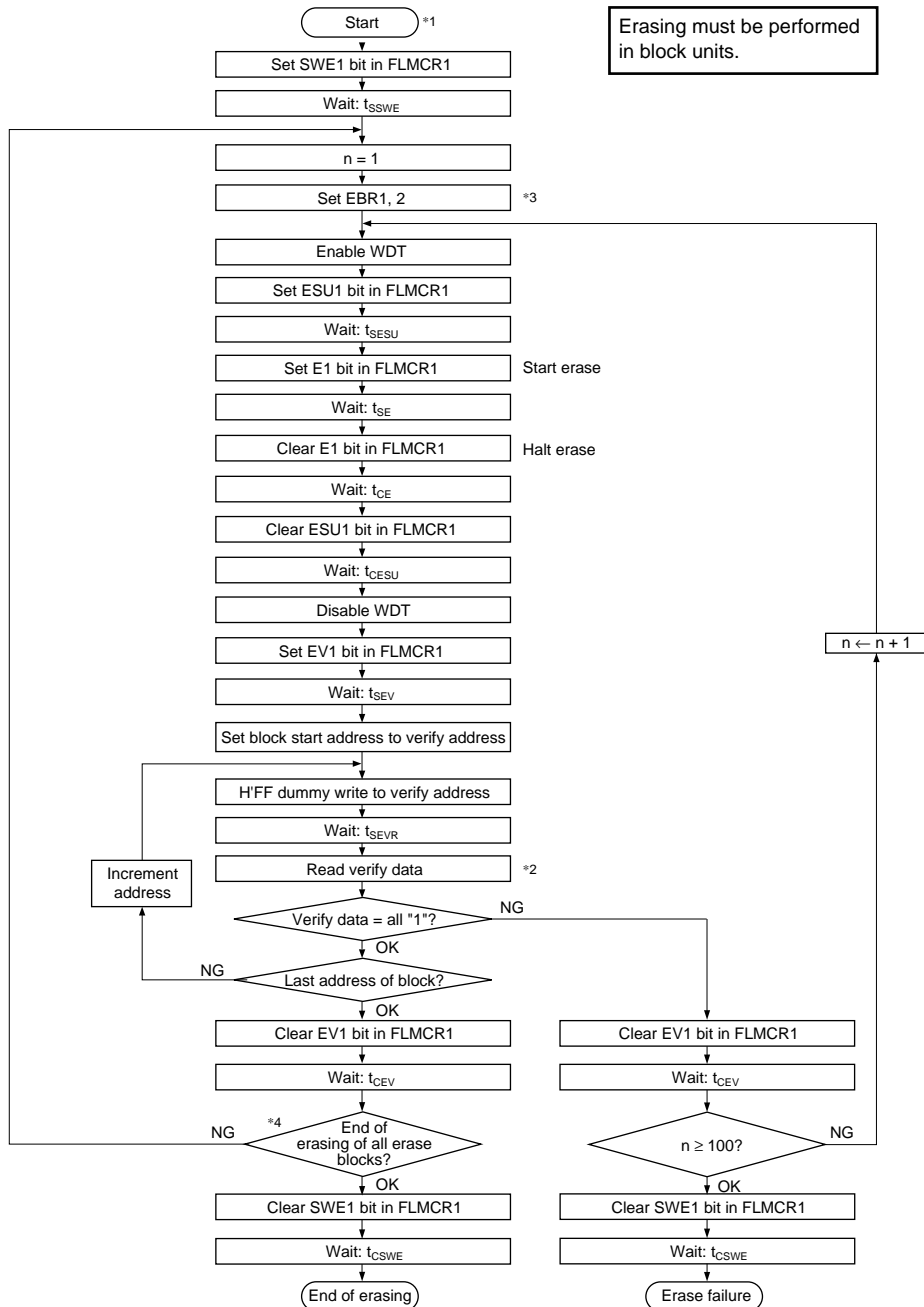 Start
*1
Erasing must be performed
in block units.
Set SWE1 bit in FLMCR1
Wait: tSSWE
n = 1
Set EBR1, 2
*3
Enable WDT
Set ESU1 bit in FLMCR1
Wait: tSESU
Set E1 bit in FLMCR1
Start erase
Wait: tSE
Clear E1 bit in FLMCR1
Halt erase
Wait: tCE
Clear ESU1 bit in FLMCR1
Wait: tCESU
Disable WDT
n ← n + 1
Set EV1 bit in FLMCR1
Wait: tSEV
Set block start address to verify address
H'FF dummy write to verify address
Wait: tSEVR
Increment
address
Read verify data
*2
Verify data = all "1"?
NG
OK
NG
Last address of block?
OK
Clear EV1 bit in FLMCR1
Clear EV1 bit in FLMCR1
Wait: tCEV
Wait: tCEV
NG
*4
End of
erasing of all erase
blocks?
n ≥ 100?
NG
OK
OK
Clear SWE1 bit in FLMCR1
Clear SWE1 bit in FLMCR1
Wait: tCSWE
Wait: tCSWE
End of erasing
Erase failure